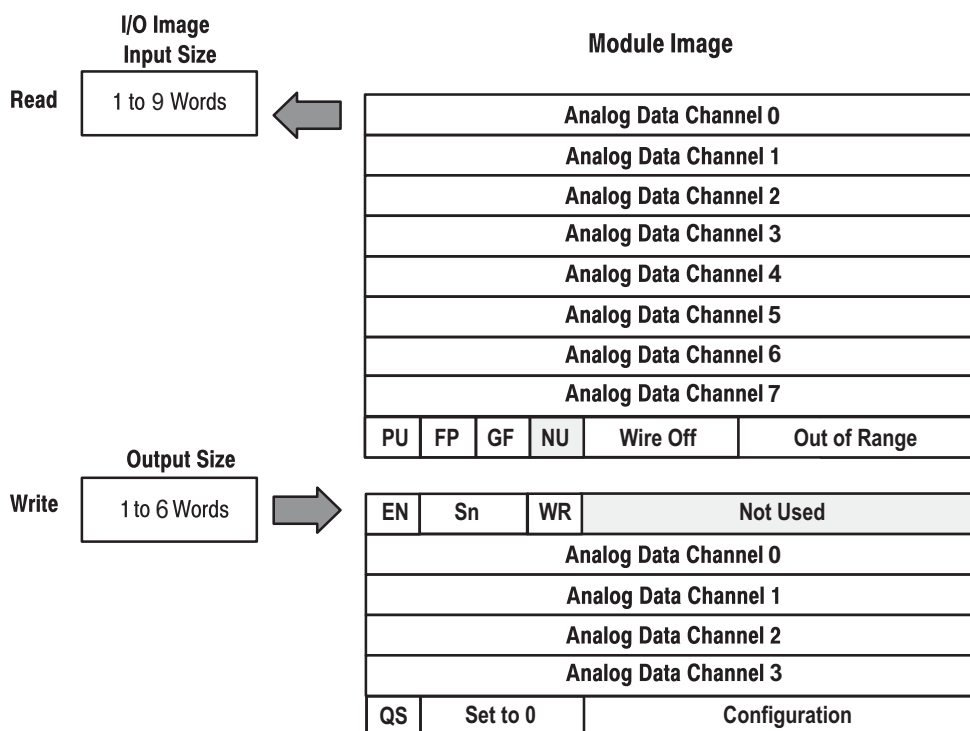 I/O Image
Input Size
Module Image
Read
1 to 9 Words
Analog Data Channel 0
Analog Data Channel 1
Analog Data Channel 2
Analog Data Channel 3
Analog Data Channel 4
Analog Data Channel 5
Analog Data Channel 6
Analog Data Channel 7
PU FP GF NU Wire Off Out of Range
Output Size
Write
1 to 6 Words
EN Sn WR Not Used
Analog Data Channel 0
Analog Data Channel 1
Analog Data Channel 2
Analog Data Channel 3
QS Set to 0 Configuration